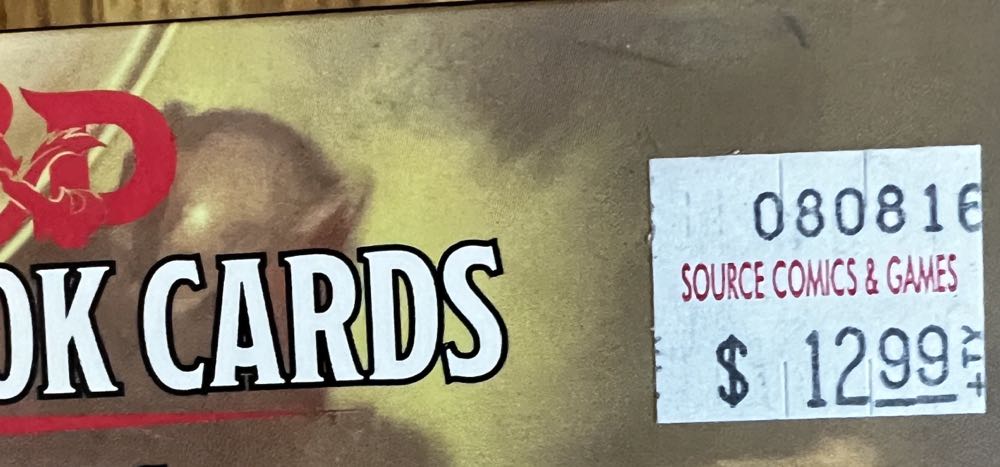 OK CARDS
080816
SOURCE COMICS & GAMES
$ 12.99